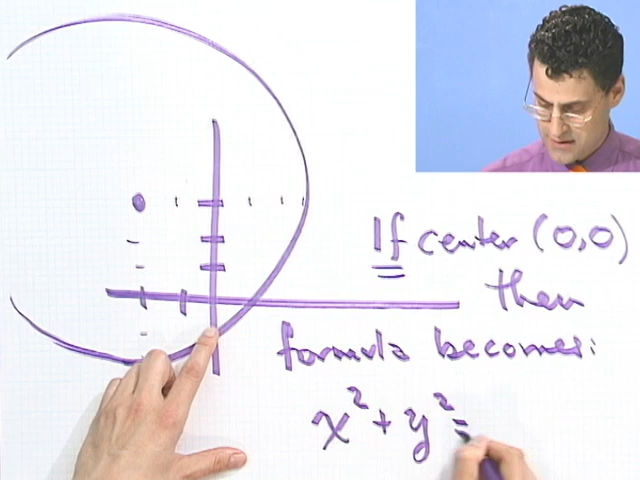 If center (0,0)
then
formula becomes:
x² + y² =